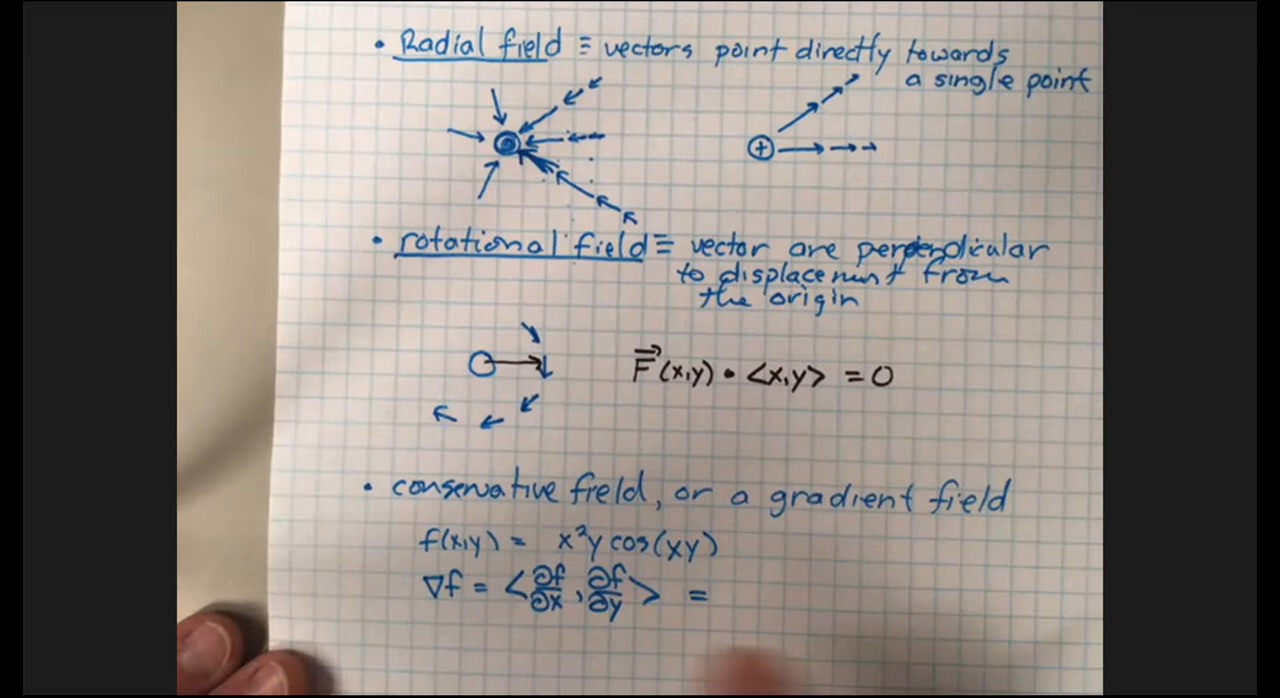 • Radial field ≡ vectors point directly towards
a single point
+
• rotational field ≡ vector are perpendicular
to displacement from
the origin
F⃗(x,y) • <x,y> = 0
• conservative field, or a gradient field
f(x,y) = x²y cos(xy)
∇f = <∂f/∂x, ∂f/∂y> =